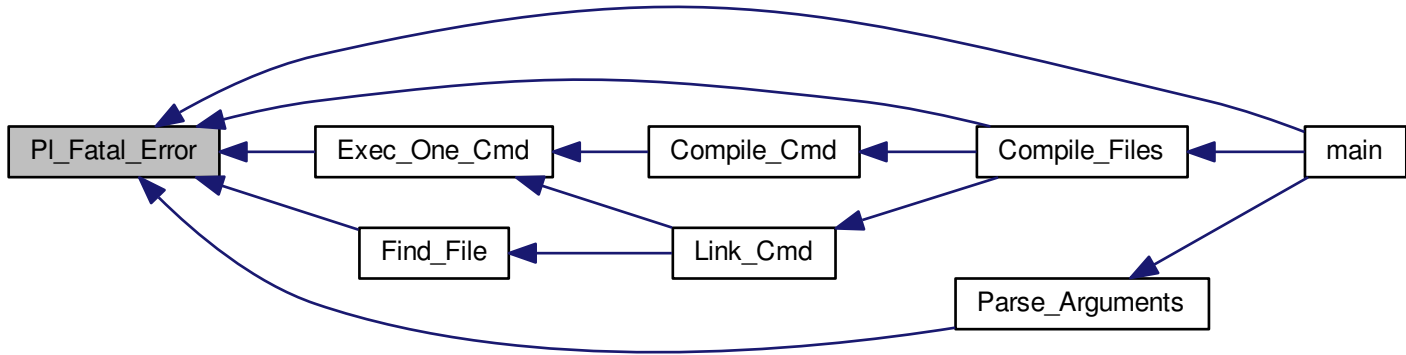 Pl_Fatal_Error
Exec_One_Cmd
Compile_Cmd
Compile_Files
main
Find_File
Link_Cmd
Parse_Arguments